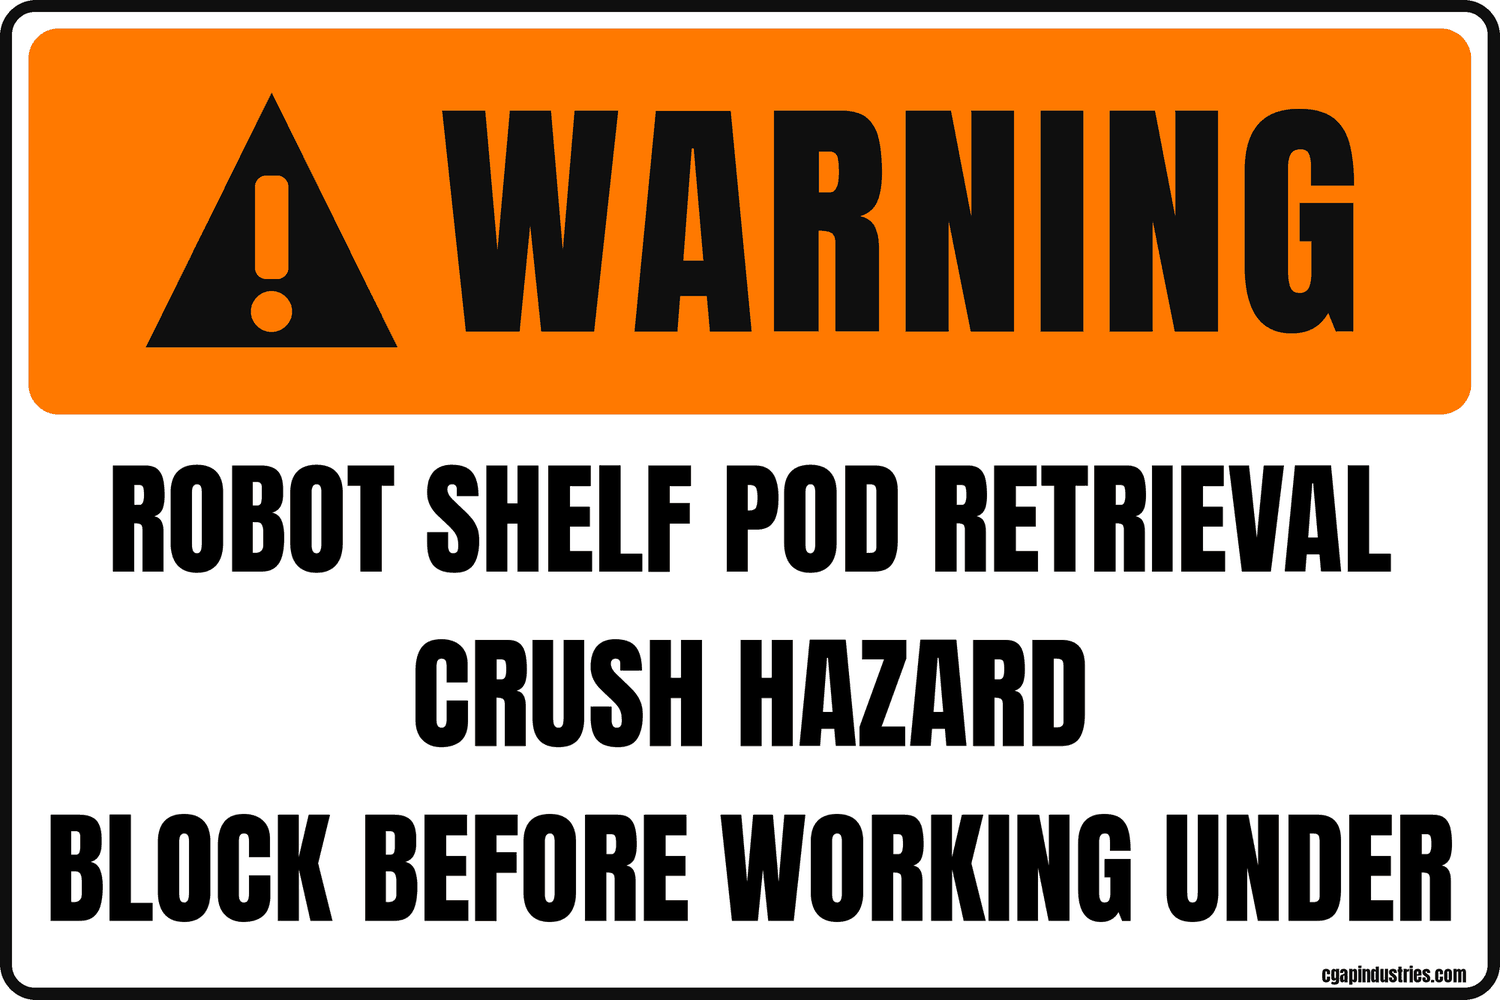 WARNING
ROBOT SHELF POD RETRIEVAL
CRUSH HAZARD
BLOCK BEFORE WORKING UNDER
cgapindustries.com